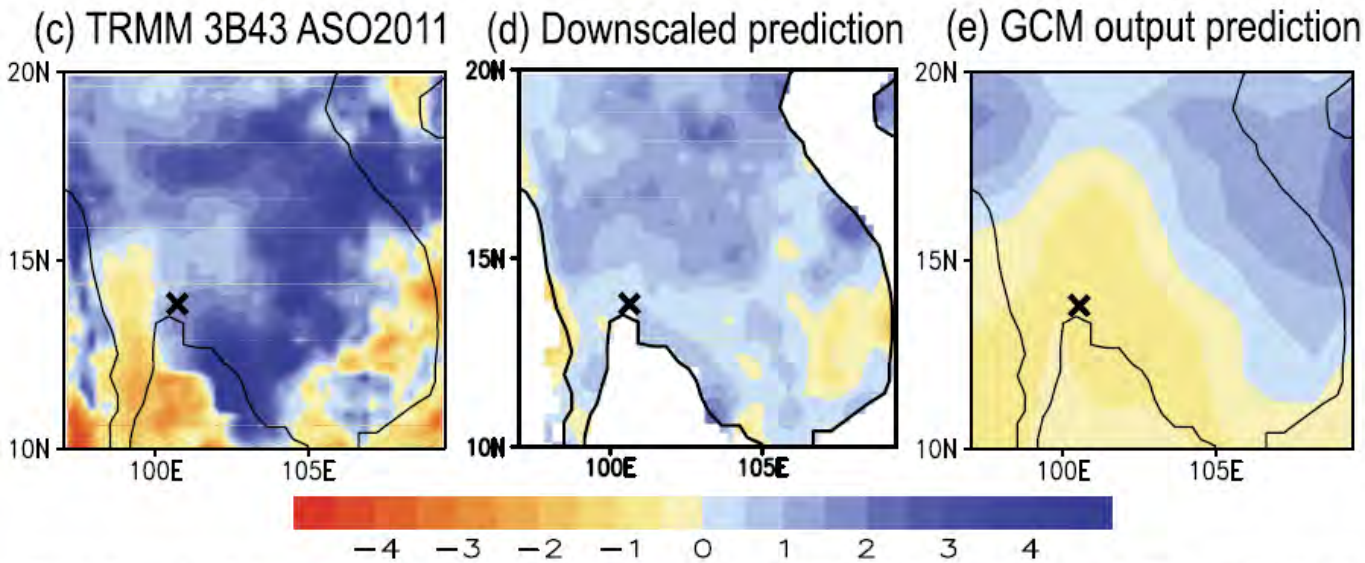 (c) TRMM 3B43 ASO2011 (d) Downscaled prediction (e) GCM output prediction
20N 20N 20N
15N 15N 15N
10N 10N 10N
100E 105E 100E 105E 100E 105E
−4 −3 −2 −1 0 1 2 3 4